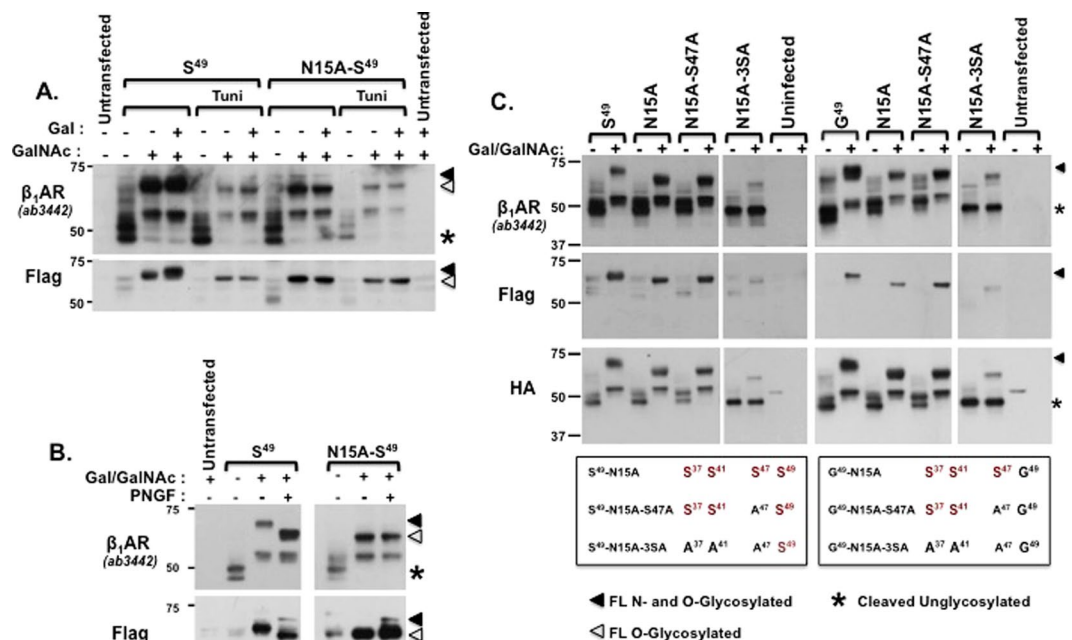 A.
Untransfected
S49
N15A-S49
Untransfected
Tuni
Tuni
Gal : - - + - - + - - + - - + +
GalNAc: - - + + - + + - + + - + + +
75
β1AR
(ab3442)
50
*
Flag
75
50
B.
Untransfected
S49
N15A-S49
Gal/GalNAc : + - + + - + +
PNGF : - - - + - - +
75
β1AR
(ab3442)
50
*
75
Flag
C.
S49
N15A
N15A-S47A
N15A-3SA
Uninfected
G49
N15A
N15A-S47A
N15A-3SA
Untransfected
Gal/GalNAc: - + - + - + - + - + - + - + - + - + - +
75
β1AR
(ab3442)
50
*
37
75
Flag
50
75
HA
50
*
37
S49-N15A S37 S41 S47 S49
S49-N15A-S47A S37 S41 A47 S49
S49-N15A-3SA A37 A41 A47 S49
G49-N15A S37 S41 S47 G49
G49-N15A-S47A S37 S41 A47 G49
G49-N15A-3SA A37 A41 A47 G49
FL N- and O-Glycosylated
* Cleaved Unglycosylated
FL O-Glycosylated